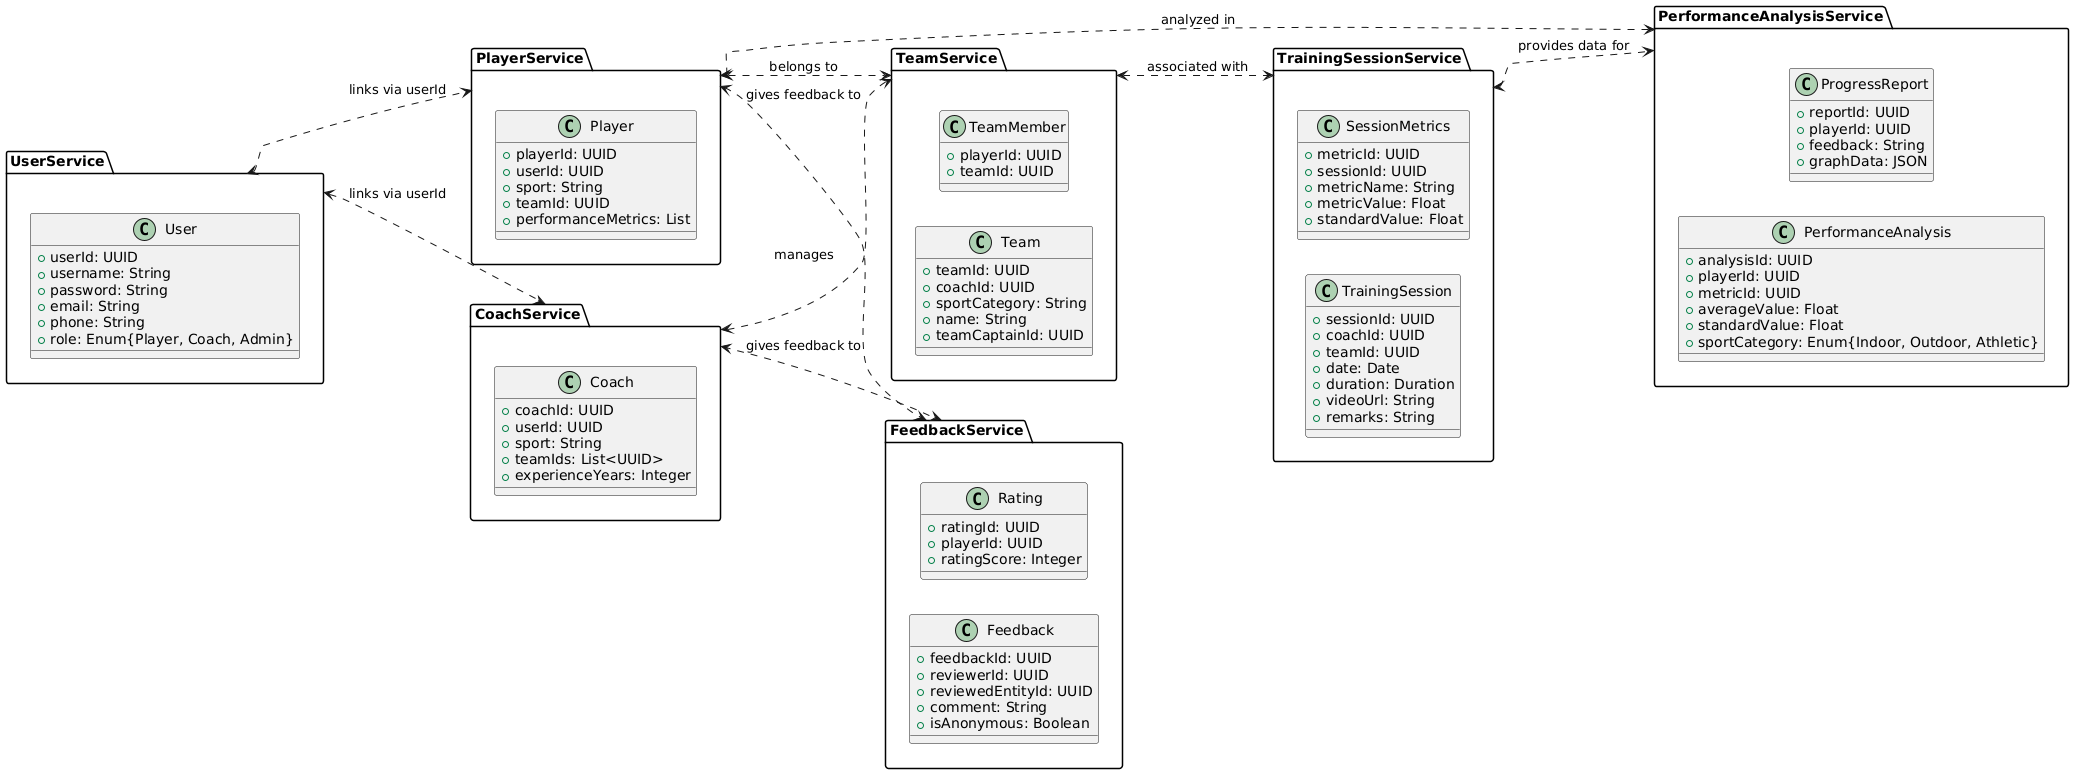 analyzed in
PerformanceAnalysisService
C ProgressReport
reportId: UUID
playerId: UUID
feedback: String
graphData: JSON
C PerformanceAnalysis
analysisId: UUID
playerId: UUID
metricId: UUID
averageValue: Float
standardValue: Float
sportCategory: Enum{Indoor, Outdoor, Athletic}
provides data for
PlayerService
C Player
playerId: UUID
userId: UUID
sport: String
teamId: UUID
performanceMetrics: List
belongs to
gives feedback to
TeamService
C TeamMember
playerId: UUID
teamId: UUID
C Team
teamId: UUID
coachId: UUID
sportCategory: String
name: String
teamCaptainId: UUID
associated with
TrainingSessionService
C SessionMetrics
metricId: UUID
sessionId: UUID
metricName: String
metricValue: Float
standardValue: Float
C TrainingSession
sessionId: UUID
coachId: UUID
teamId: UUID
date: Date
duration: Duration
videoUrl: String
remarks: String
links via userId
UserService
C User
userId: UUID
username: String
password: String
email: String
phone: String
role: Enum{Player, Coach, Admin}
links via userId
manages
CoachService
C Coach
coachId: UUID
userId: UUID
sport: String
teamIds: List<UUID>
experienceYears: Integer
gives feedback to
FeedbackService
C Rating
ratingId: UUID
playerId: UUID
ratingScore: Integer
C Feedback
feedbackId: UUID
reviewerId: UUID
reviewedEntityId: UUID
comment: String
isAnonymous: Boolean